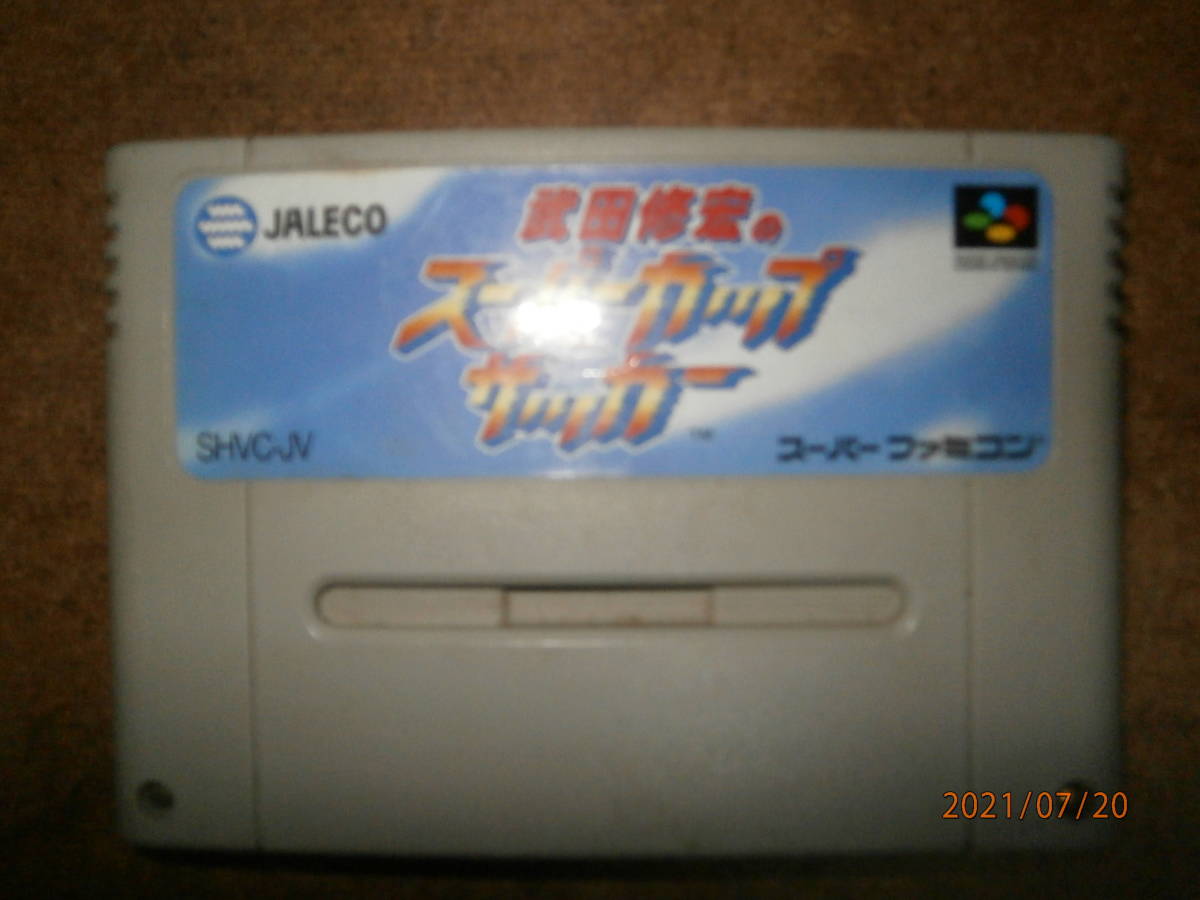 JALECO
武田修宏の
スーパーカップ
サッカー
TM
SHVC-JV
スーパーファミコン
2021/07/20